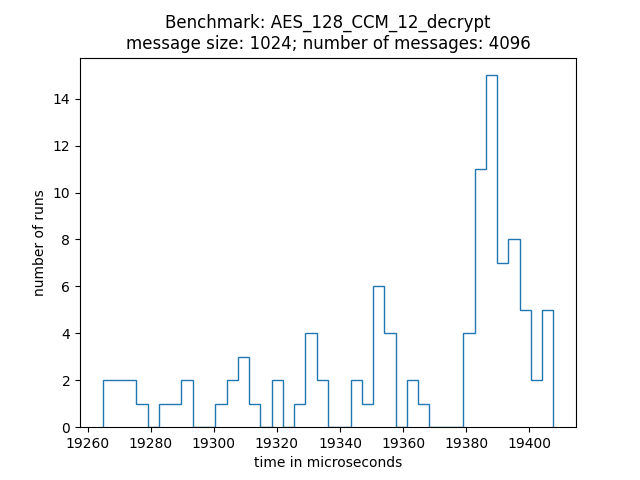 Benchmark: AES_128_CCM_12_decrypt
message size: 1024; number of messages: 4096
14
12
10
8
6
4
2
0
number of runs
19260 19280 19300 19320 19340 19360 19380 19400
time in microseconds